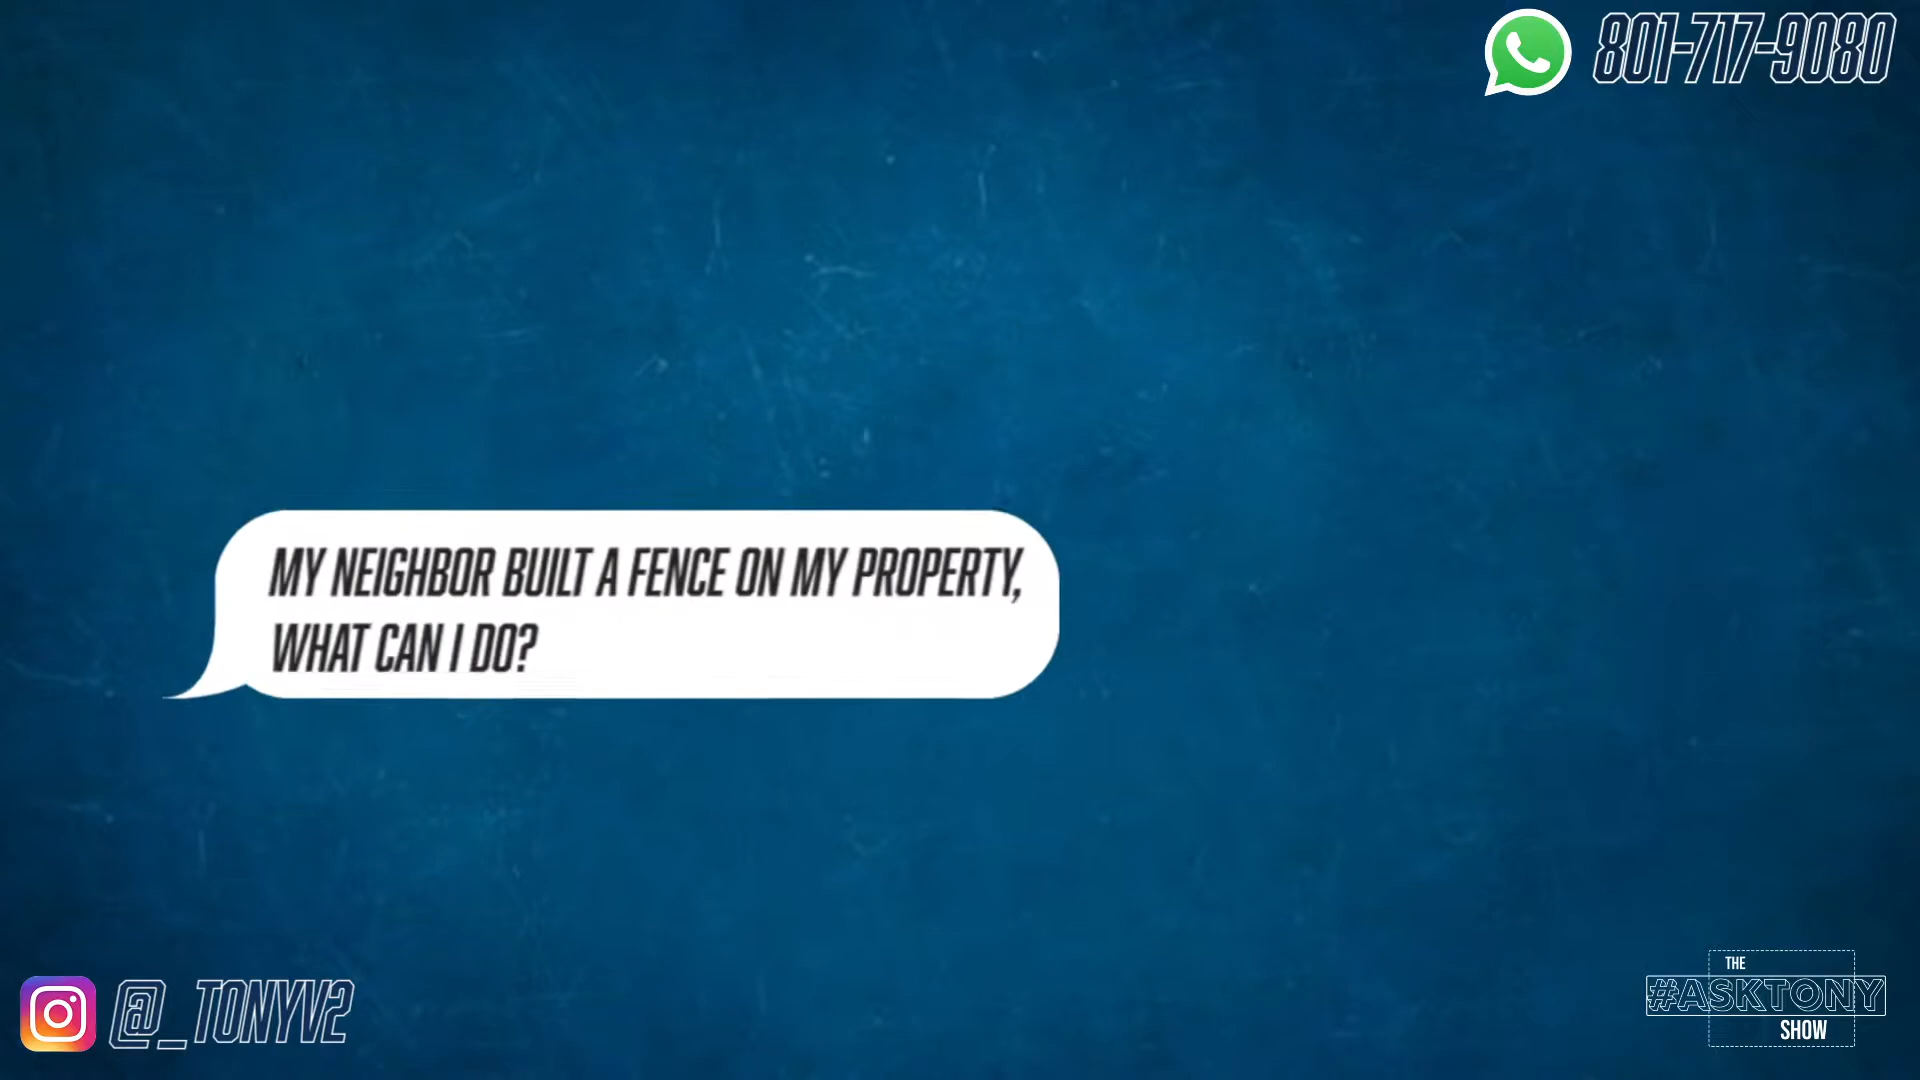 801-717-9080
MY NEIGHBOR BUILT A FENCE ON MY PROPERTY,
WHAT CAN I DO?
@_TONYV2
THE
#ASKTONY
SHOW